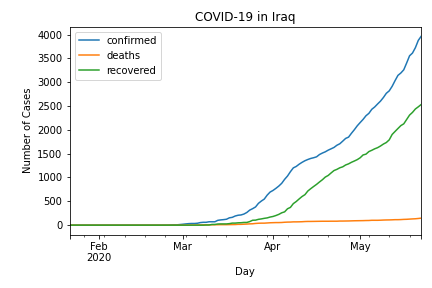 COVID-19 in Iraq
confirmed
deaths
recovered
Number of Cases
4000
3500
3000
2500
2000
1500
1000
500
0
Feb
2020
Mar
Apr
May
Day